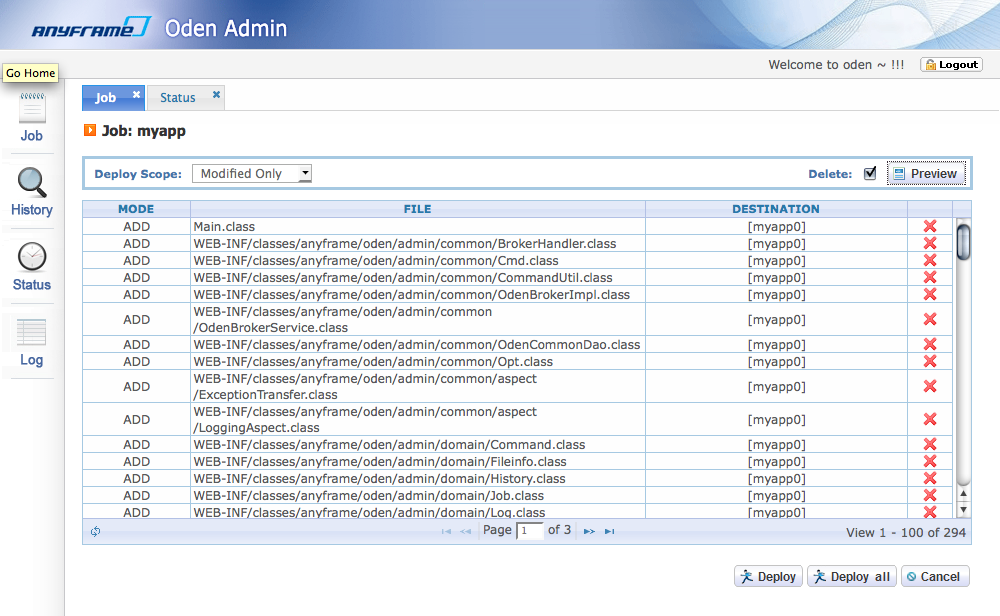 ANYFRAME Oden Admin
Welcome to oden ~ !!! Logout
Go Home
Job
History
Status
Log
Job Status
Job: myapp
Deploy Scope: Modified Only Delete: Preview
MODE FILE DESTINATION
ADD Main.class [myapp0]
ADD WEB-INF/classes/anyframe/oden/admin/common/BrokerHandler.class [myapp0]
ADD WEB-INF/classes/anyframe/oden/admin/common/Cmd.class [myapp0]
ADD WEB-INF/classes/anyframe/oden/admin/common/CommandUtil.class [myapp0]
ADD WEB-INF/classes/anyframe/oden/admin/common/OdenBrokerImpl.class [myapp0]
ADD WEB-INF/classes/anyframe/oden/admin/common
/OdenBrokerService.class [myapp0]
ADD WEB-INF/classes/anyframe/oden/admin/common/OdenCommonDao.class [myapp0]
ADD WEB-INF/classes/anyframe/oden/admin/common/Opt.class [myapp0]
ADD WEB-INF/classes/anyframe/oden/admin/common/aspect
/ExceptionTransfer.class [myapp0]
ADD WEB-INF/classes/anyframe/oden/admin/common/aspect
/LoggingAspect.class [myapp0]
ADD WEB-INF/classes/anyframe/oden/admin/domain/Command.class [myapp0]
ADD WEB-INF/classes/anyframe/oden/admin/domain/Fileinfo.class [myapp0]
ADD WEB-INF/classes/anyframe/oden/admin/domain/History.class [myapp0]
ADD WEB-INF/classes/anyframe/oden/admin/domain/Job.class [myapp0]
ADD WEB-INF/classes/anyframe/oden/admin/domain/Log.class [myapp0]
Page 1 of 3 View 1 - 100 of 294
Deploy Deploy all Cancel